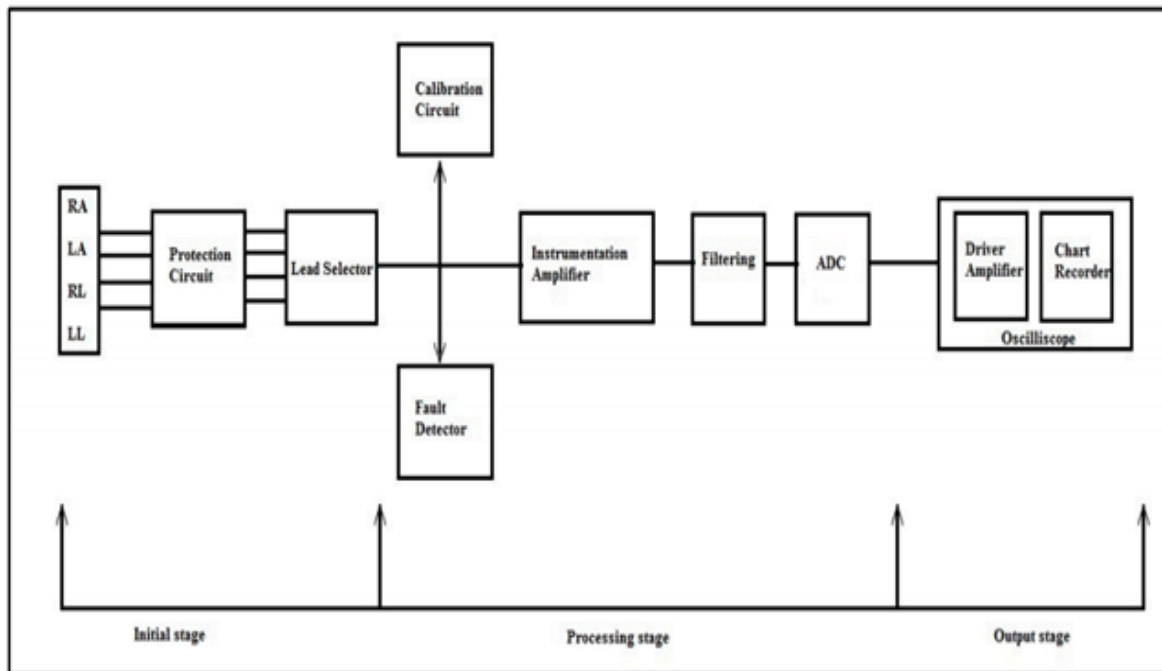 Calibration
Circuit
RA
LA
RL
LL
Protection
Circuit
Lead Selector
Instrumentation
Amplifier
Filtering
ADC
Driver
Amplifier
Chart
Recorder
Oscilliscope
Fault
Detector
Initial stage
Processing stage
Output stage